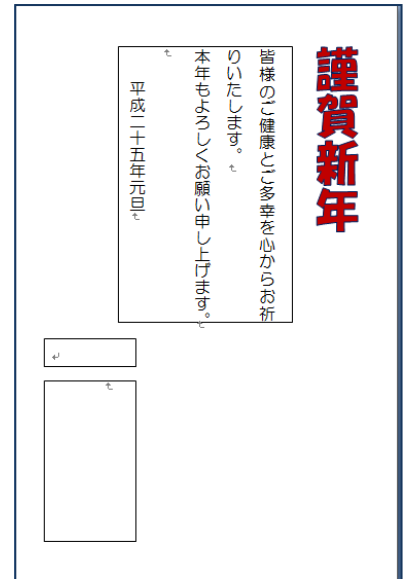 謹賀新年
皆様のご健康とご多幸を心からお祈
りいたします。
本年もよろしくお願い申し上げます。
平成二十五年元旦